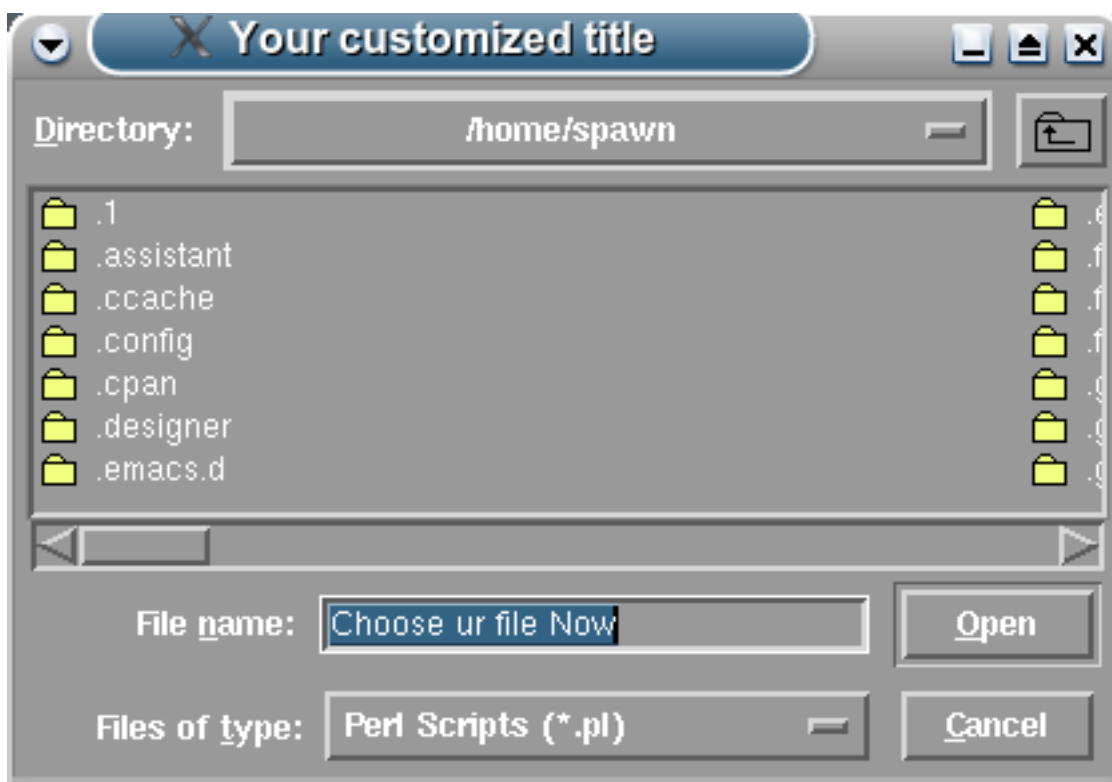 Your customized title
Directory: /home/spawn
.1
.assistant
.ccache
.config
.cpan
.designer
.emacs.d
File name: Choose ur file Now Open
Files of type: Perl Scripts (*.pl) Cancel